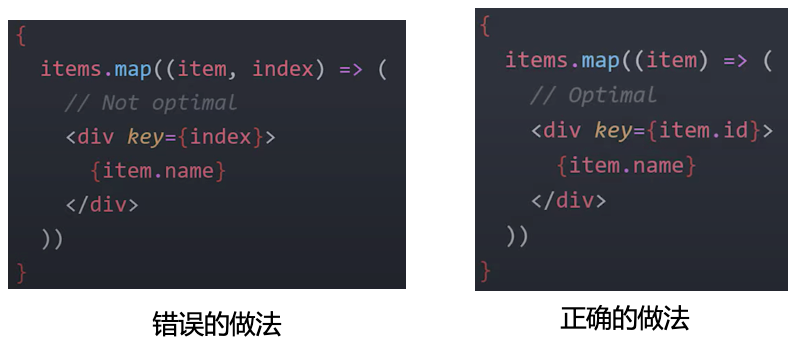 {
  items.map((item, index) => (
    // Not optimal
    <div key={index}>
      {item.name}
    </div>
  ))
}
错误的做法
{
  items.map((item) => (
    // Optimal
    <div key={item.id}>
      {item.name}
    </div>
  ))
}
正确的做法